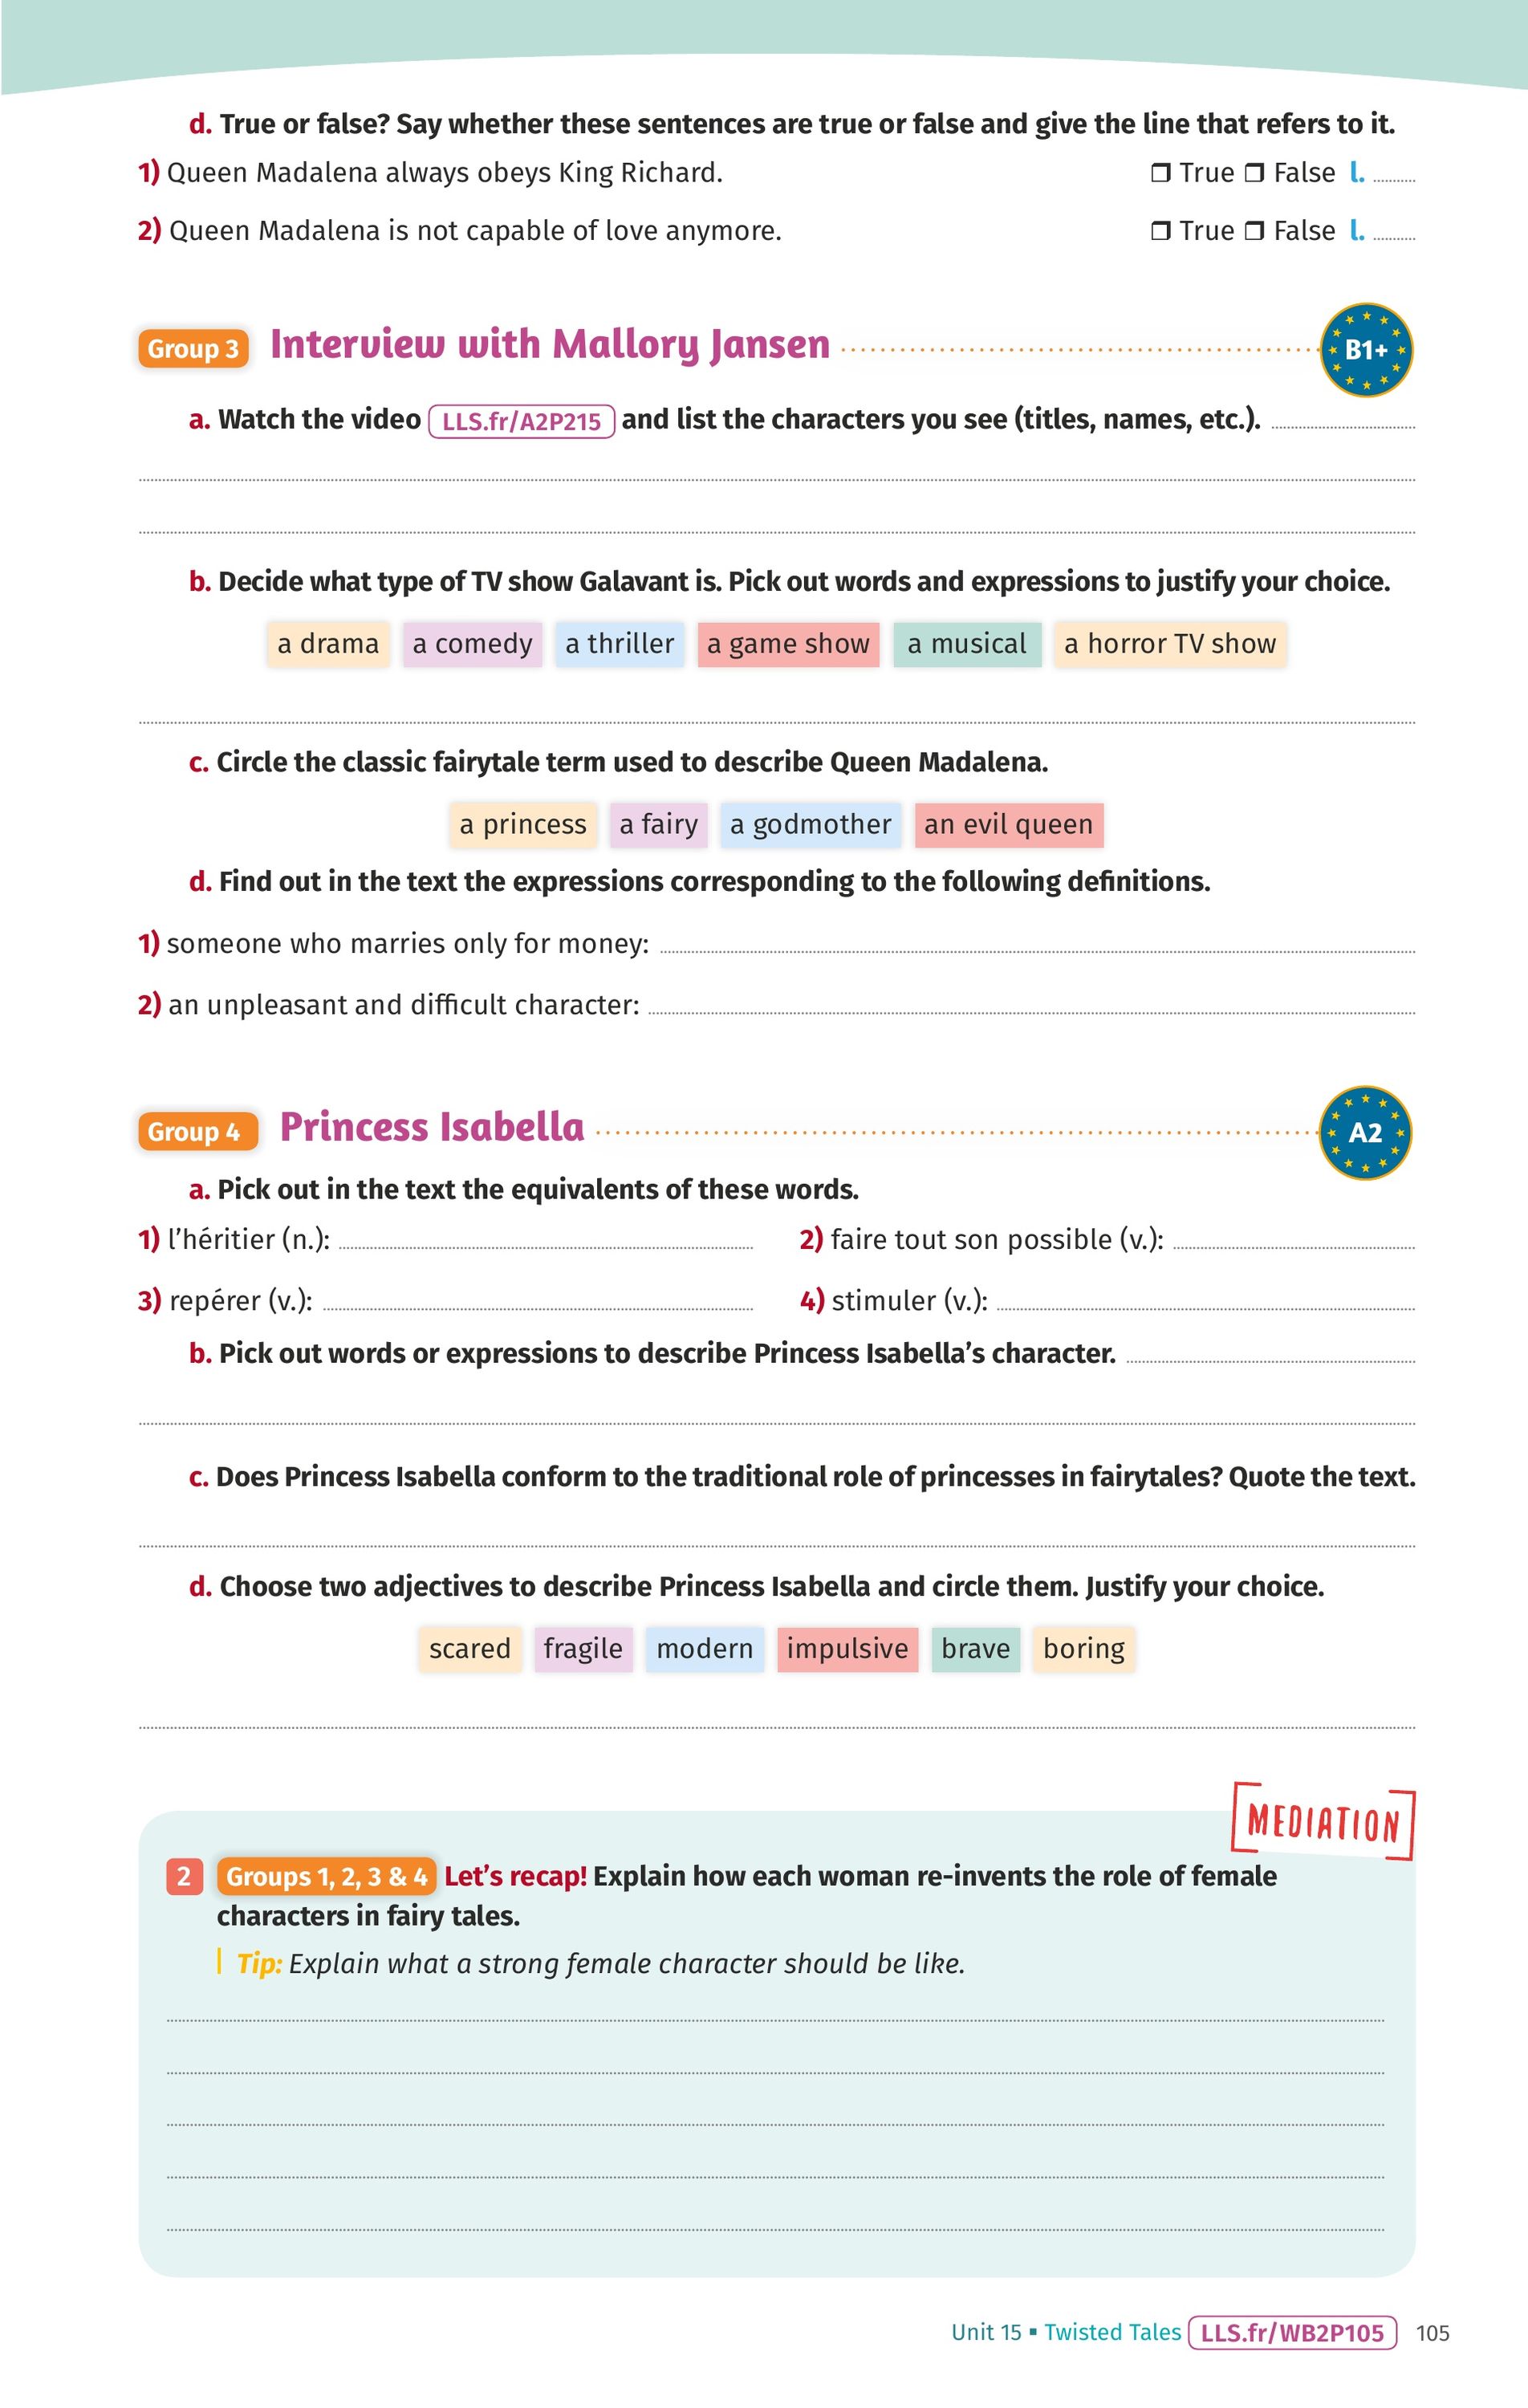 d. True or false? Say whether these sentences are true or false and give the line that refers to it.
1) Queen Madalena always obeys King Richard. ❒ True ❒ False l. ..........
2) Queen Madalena is not capable of love anymore. ❒ True ❒ False l. ..........
Group 3 Interview with Mallory Jansen B1+
a. Watch the video LLS.fr/A2P215 and list the characters you see (titles, names, etc.).
b. Decide what type of TV show Galavant is. Pick out words and expressions to justify your choice.
a drama a comedy a thriller a game show a musical a horror TV show
c. Circle the classic fairytale term used to describe Queen Madalena.
a princess a fairy a godmother an evil queen
d. Find out in the text the expressions corresponding to the following definitions.
1) someone who marries only for money:
2) an unpleasant and difficult character:
Group 4 Princess Isabella A2
a. Pick out in the text the equivalents of these words.
1) l’héritier (n.): 2) faire tout son possible (v.):
3) repérer (v.): 4) stimuler (v.):
b. Pick out words or expressions to describe Princess Isabella’s character.
c. Does Princess Isabella conform to the traditional role of princesses in fairytales? Quote the text.
d. Choose two adjectives to describe Princess Isabella and circle them. Justify your choice.
scared fragile modern impulsive brave boring
MEDIATION
2 Groups 1, 2, 3 & 4 Let’s recap! Explain how each woman re-invents the role of female
characters in fairy tales.
Tip: Explain what a strong female character should be like.
Unit 15 ▪ Twisted Tales LLS.fr/WB2P105 105